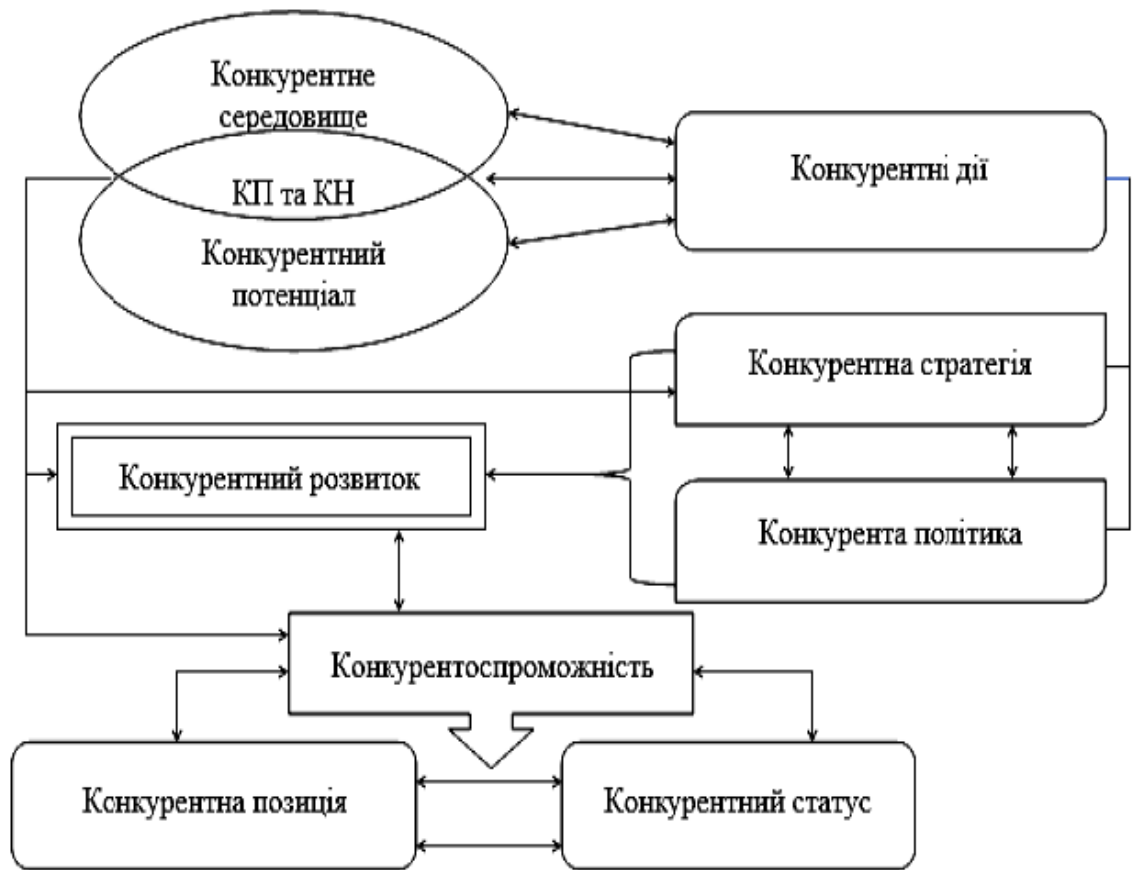 Конкурентне
середовище
КП та КН
Конкурентний
потенціал
Конкурентні дії
Конкурентна стратегія
Конкурентний розвиток
Конкурента політика
Конкурентоспроможність
Конкурентна позиція
Конкурентний статус